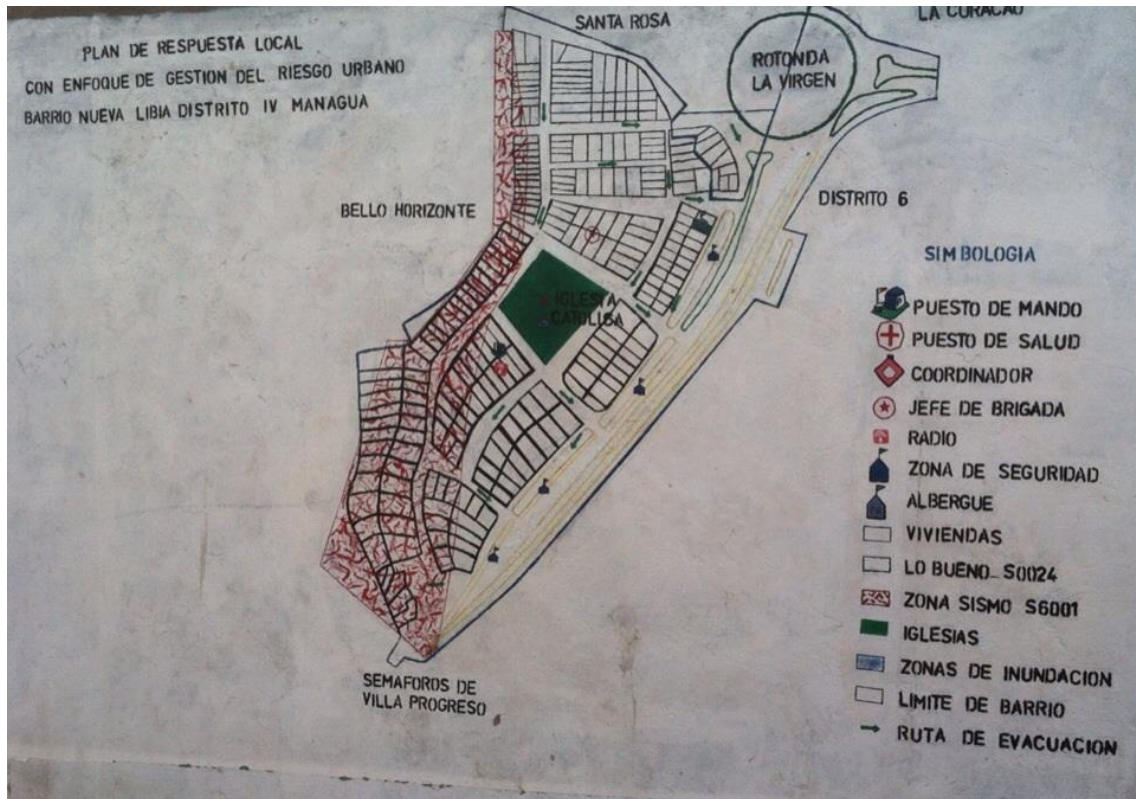 PLAN DE RESPUESTA LOCAL
CON ENFOQUE DE GESTION DEL RIESGO URBANO
BARRIO NUEVA LIBIA DISTRITO IV MANAGUA
SANTA ROSA
LA CURACAO
ROTONDA
LA VIRGEN
BELLO HORIZONTE
DISTRITO 6
IGLESIA
CATOLICA
SEMAFOROS DE
VILLA PROGRESO
SIMBOLOGIA
PUESTO DE MANDO
PUESTO DE SALUD
COORDINADOR
JEFE DE BRIGADA
RADIO
ZONA DE SEGURIDAD
ALBERGUE
VIVIENDAS
LO BUENO S0024
ZONA SISMO S6001
IGLESIAS
ZONAS DE INUNDACION
LIMITE DE BARRIO
RUTA DE EVACUACION